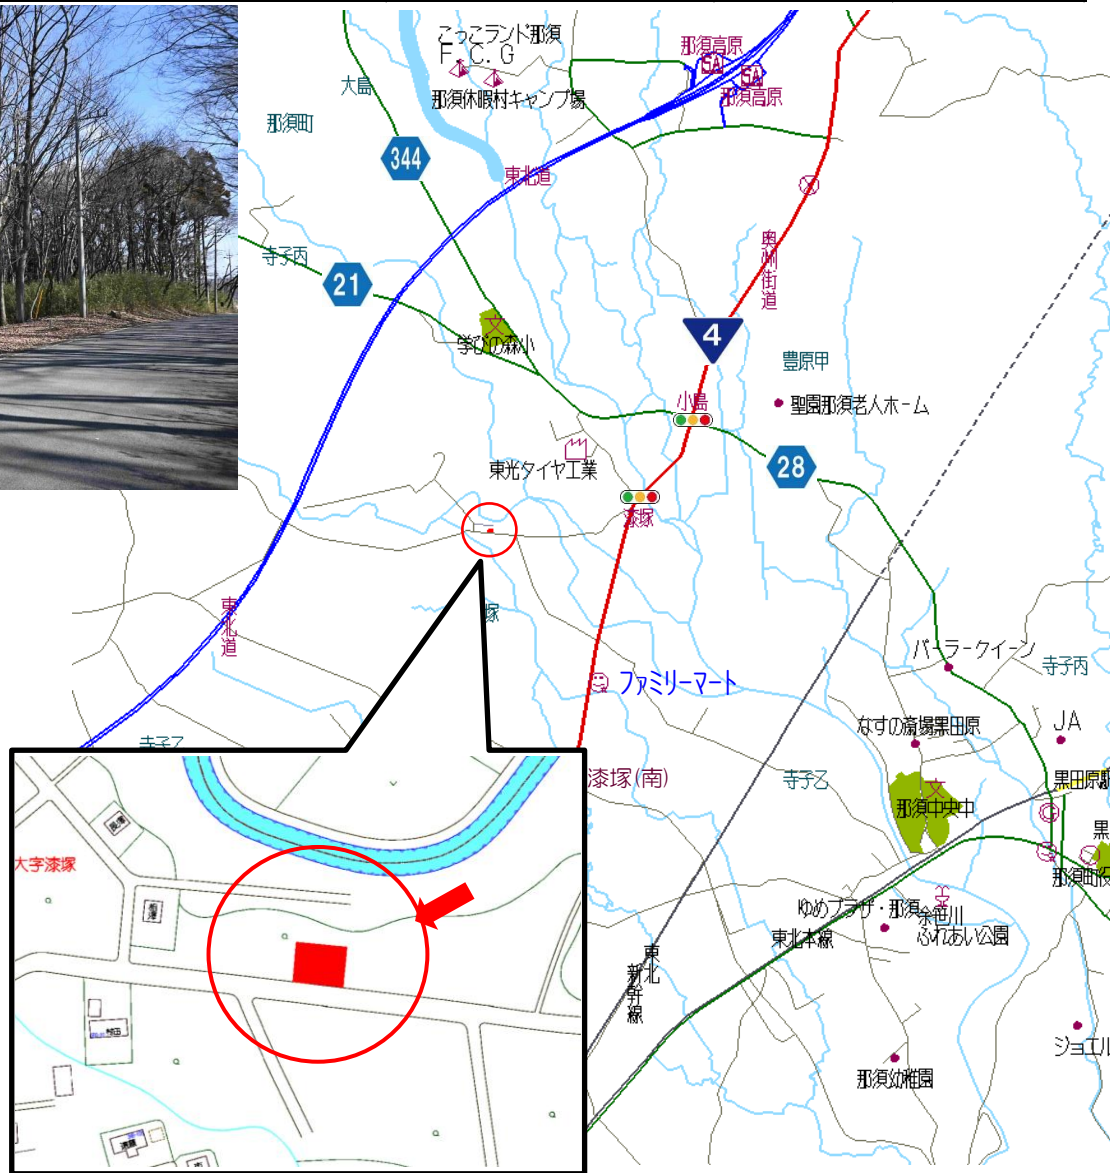 こっこランド那須
F.C.G
那須高原
SA
SA
那須高原
大島
那須休暇村キャンプ場
那須町
344
東北道
奥州街道
寺子丙
21
学びの森小
文
4
豊原甲
小島
聖園那須老人ホーム
東光タイヤ工業
28
漆塚
塚
東北道
パーラークイーン
寺子丙
ファミリーマート
なすの斎場黒田原
JA
寺子乙
漆塚(南)
寺子乙
黒田原駅
文
那須中央中
黒
大字漆塚
那須町役
ゆめプラザ・那須
余笹川
ふれあい公園
東北本線
東北
新幹線
ジョエル
那須幼稚園